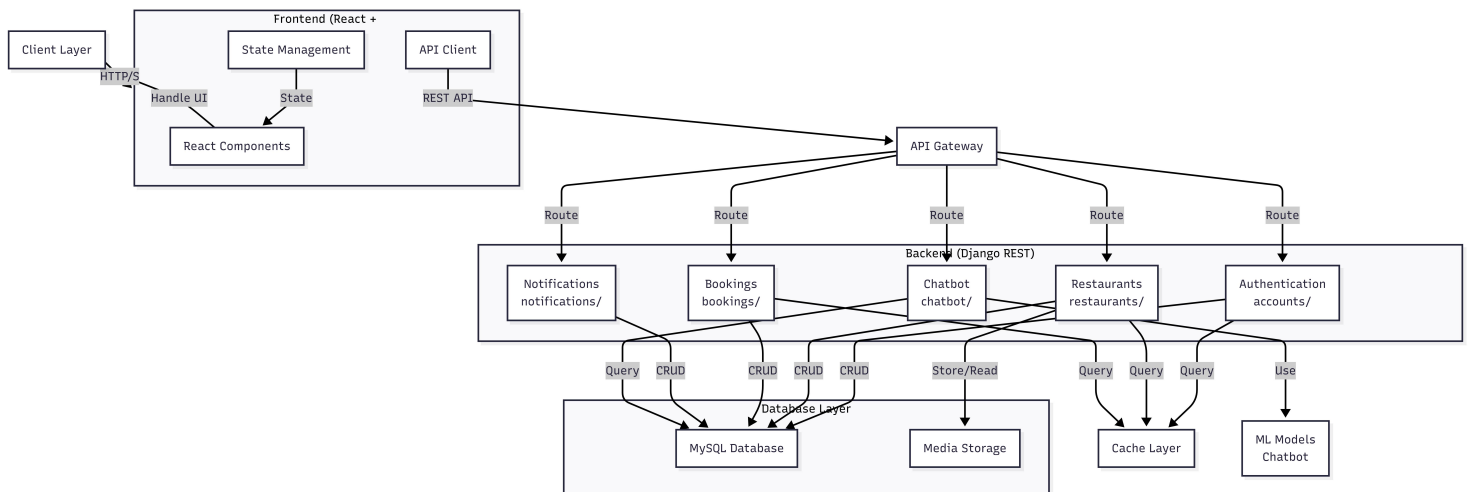 Frontend (React +
Client Layer
State Management
API Client
HTTP/S
Handle UI
State
REST API
React Components
API Gateway
Route
Route
Route
Route
Route
Backend (Django REST)
Notifications
notifications/
Bookings
bookings/
Chatbot
chatbot/
Restaurants
restaurants/
Authentication
accounts/
Query
CRUD
CRUD
CRUD
CRUD
Store/Read
Query
Query
Query
Use
Database Layer
MySQL Database
Media Storage
Cache Layer
ML Models
Chatbot